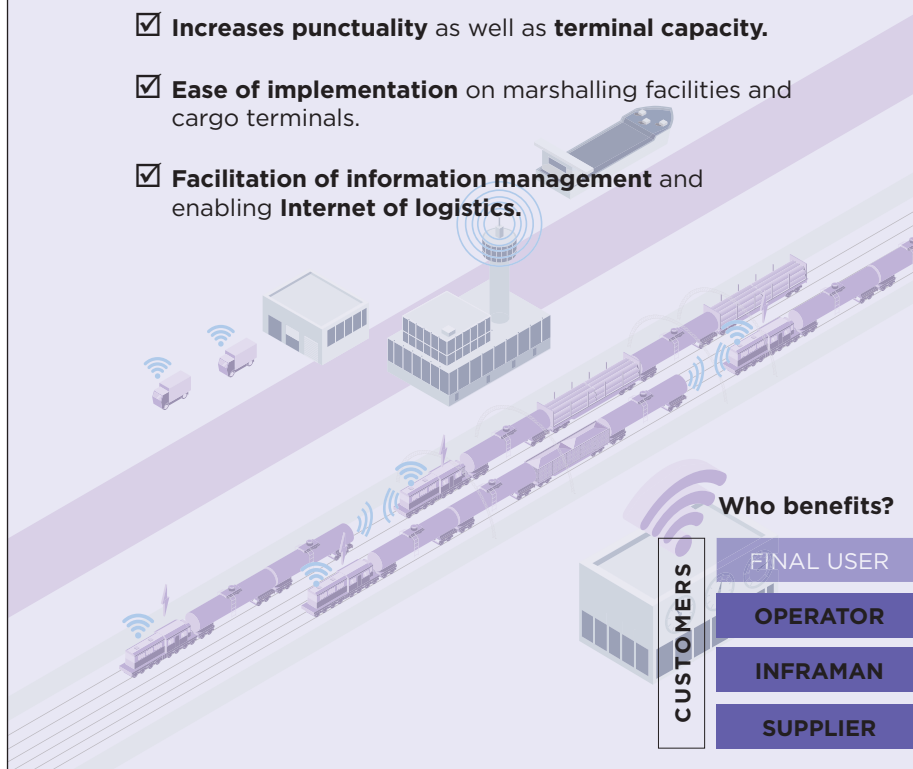 ☑ Increases punctuality as well as terminal capacity.
☑ Ease of implementation on marshalling facilities and
cargo terminals.
☑ Facilitation of information management and
enabling Internet of logistics.
Who benefits?
CUSTOMERS
FINAL USER
OPERATOR
INFRAMAN
SUPPLIER